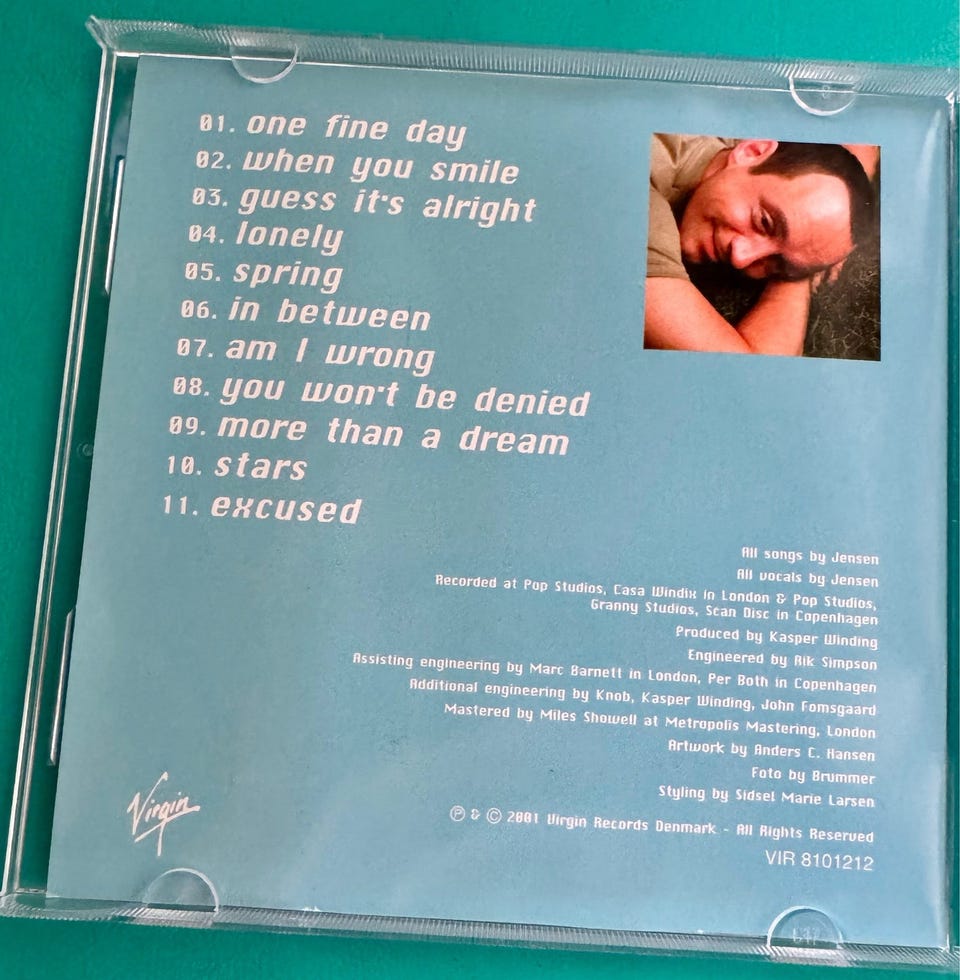 01. one fine day
02. when you smile
03. guess it's alright
04. lonely
05. spring
06. in between
07. am I wrong
08. you won't be denied
09. more than a dream
10. stars
11. excused
All songs by Jensen
All vocals by Jensen
Recorded at Pop Studios, Casa Windix in London & Pop Studios,
Granny Studios, Scan Disc in Copenhagen
Produced by Kasper Winding
Engineered by Rik Simpson
Assisting engineering by Marc Barnett in London, Per Both in Copenhagen
Additional engineering by Knob, Kasper Winding, John Fomsgaard
Mastered by Miles Showell at Metropolis Mastering, London
Artwork by Anders C. Hansen
Foto by Brummer
Styling by Sidsel Marie Larsen
Virgin
℗ & © 2001 Virgin Records Denmark - All Rights Reserved
VIR 8101212